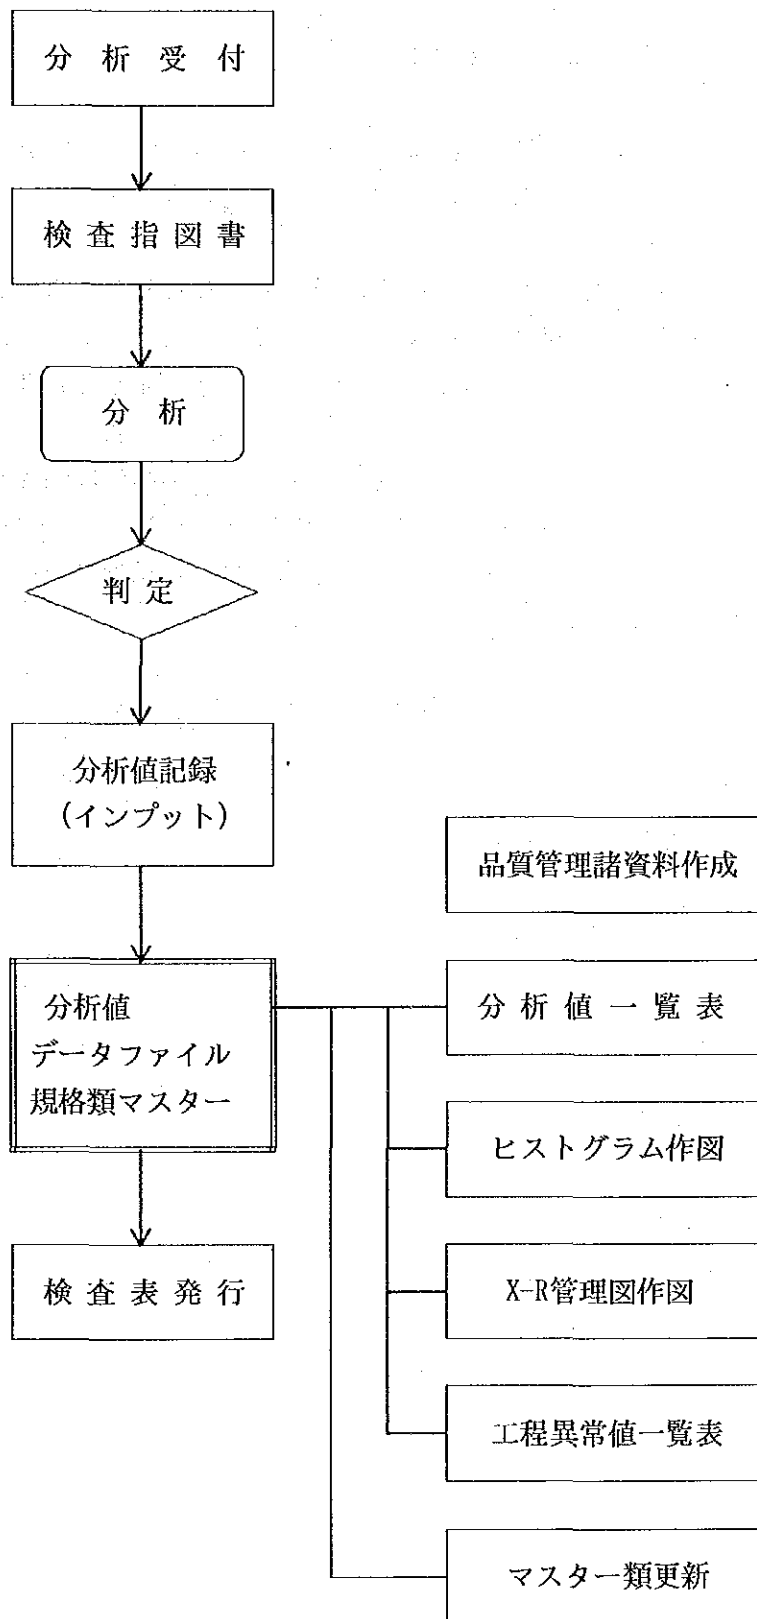 分析受付
検査指図書
分析
判定
分析値記録
(インプット)
分析値
データファイル
規格類マスター
検査表発行
品質管理諸資料作成
分析値一覧表
ヒストグラム作図
X-R管理図作図
工程異常値一覧表
マスター類更新